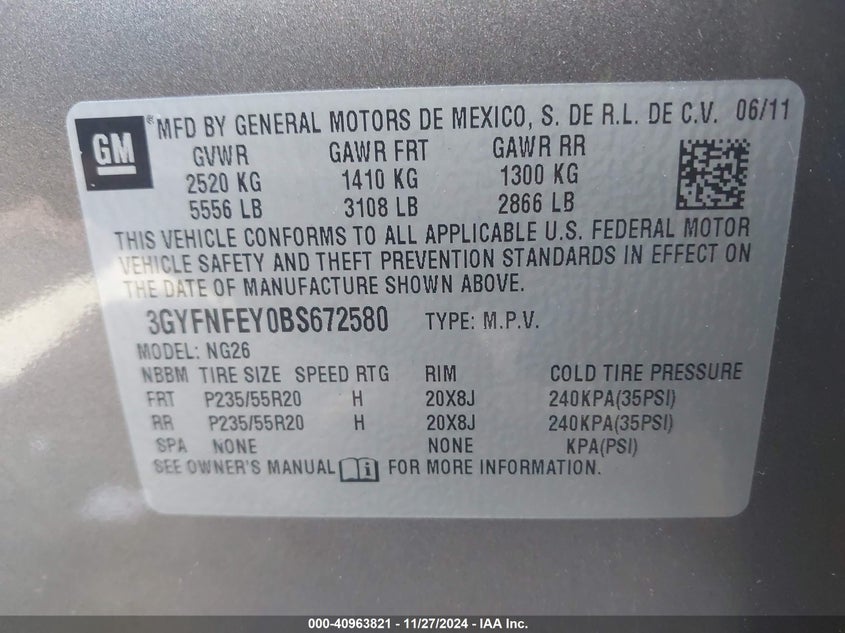 GM
®MFD BY GENERAL MOTORS DE MEXICO, S. DE R.L. DE C.V. 06/11
GVWR GAWR FRT GAWR RR
2520 KG 1410 KG 1300 KG
5556 LB 3108 LB 2866 LB
THIS VEHICLE CONFORMS TO ALL APPLICABLE U.S. FEDERAL MOTOR
VEHICLE SAFETY AND THEFT PREVENTION STANDARDS IN EFFECT ON
THE DATE OF MANUFACTURE SHOWN ABOVE.
3GYFNFEY0BS672580 TYPE: M.P.V.
MODEL: NG26
NBBM TIRE SIZE SPEED RTG RIM COLD TIRE PRESSURE
FRT P235/55R20 H 20X8J 240KPA(35PSI)
RR P235/55R20 H 20X8J 240KPA(35PSI)
SPA NONE NONE KPA(PSI)
SEE OWNER'S MANUAL FOR MORE INFORMATION.
000-40963821 - 11/27/2024 - IAA Inc.